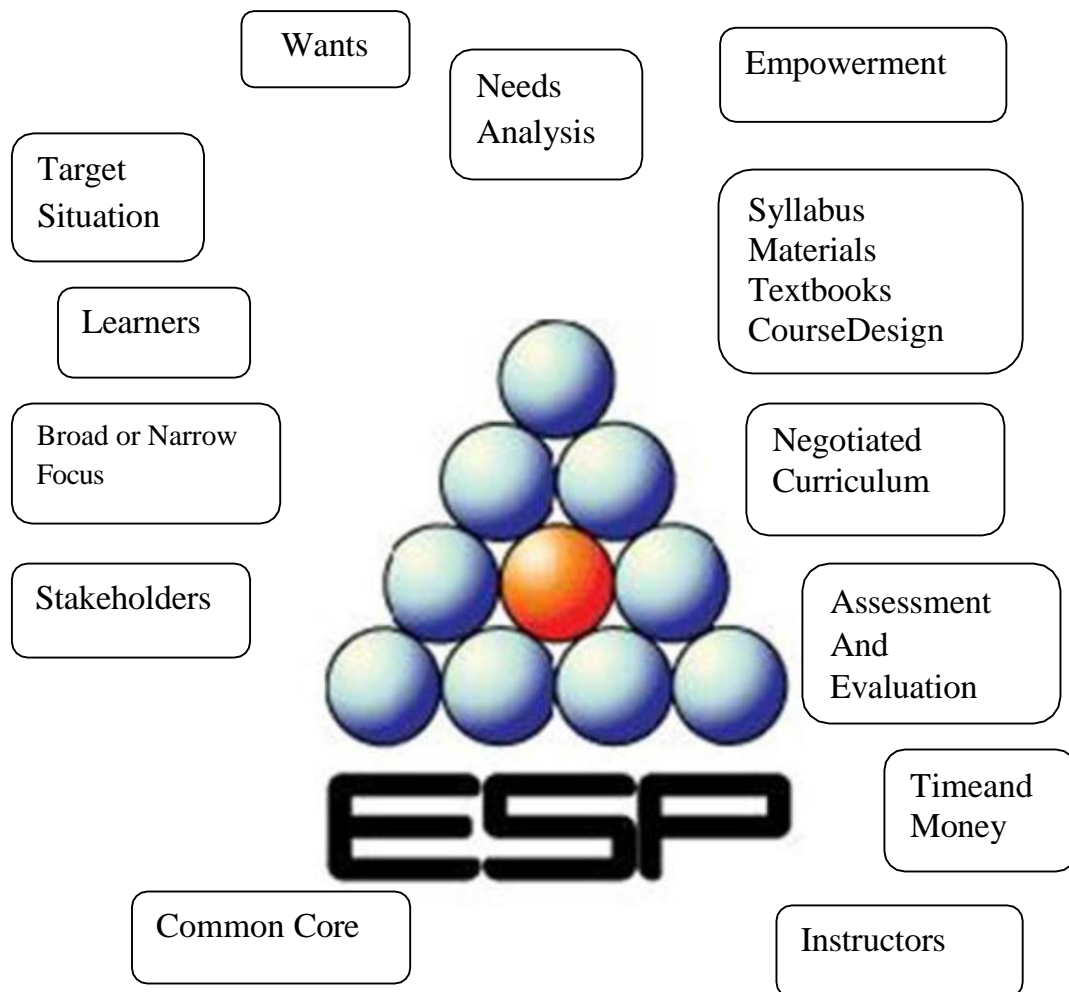 Wants
Needs
Analysis
Empowerment
Target
Situation
Syllabus
Materials
Textbooks
CourseDesign
Learners
Broad or Narrow
Focus
Negotiated
Curriculum
Stakeholders
Assessment
And
Evaluation
ESP
Timeand
Money
Common Core
Instructors